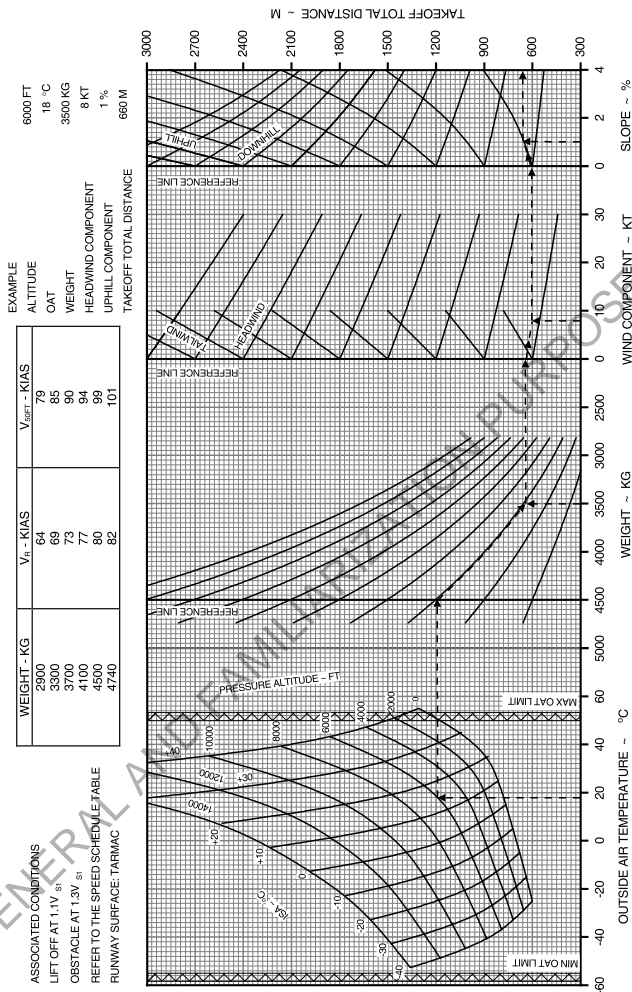 ASSOCIATED CONDITIONS
LIFT OFF AT 1.1V S1
OBSTACLE AT 1.3V S1
REFER TO THE SPEED SCHEDULE TABLE
RUNWAY SURFACE: TARMAC
WEIGHT - KG VR - KIAS V50FT - KIAS
2900 64 79
3300 69 85
3700 73 90
4100 77 94
4500 80 99
4740 82 101
EXAMPLE
ALTITUDE 6000 FT
OAT 18 °C
WEIGHT 3500 KG
HEADWIND COMPONENT 8 KT
UPHILL COMPONENT 1 %
TAKEOFF TOTAL DISTANCE 660 M
MIN OAT LIMIT
MAX OAT LIMIT
ISA ~ °C
-40
-30
-20
-10
0
+10
+20
+30
+40
PRESSURE ALTITUDE ~ FT
14000
12000
10000
8000
6000
4000
2000
0
REFERENCE LINE
REFERENCE LINE
TAILWIND
HEADWIND
REFERENCE LINE
UPHILL
DOWNHILL
3000
2700
2400
2100
1800
1500
1200
900
600
300
TAKEOFF TOTAL DISTANCE ~ M
-60 -40 -20 0 20 40 60
OUTSIDE AIR TEMPERATURE ~ °C
5000 4500 4000 3500 3000 2500
WEIGHT ~ KG
0 10 20 30
WIND COMPONENT ~ KT
0 2 4
SLOPE ~ %
GENERAL AND FAMILIARIZATION PURPOSE